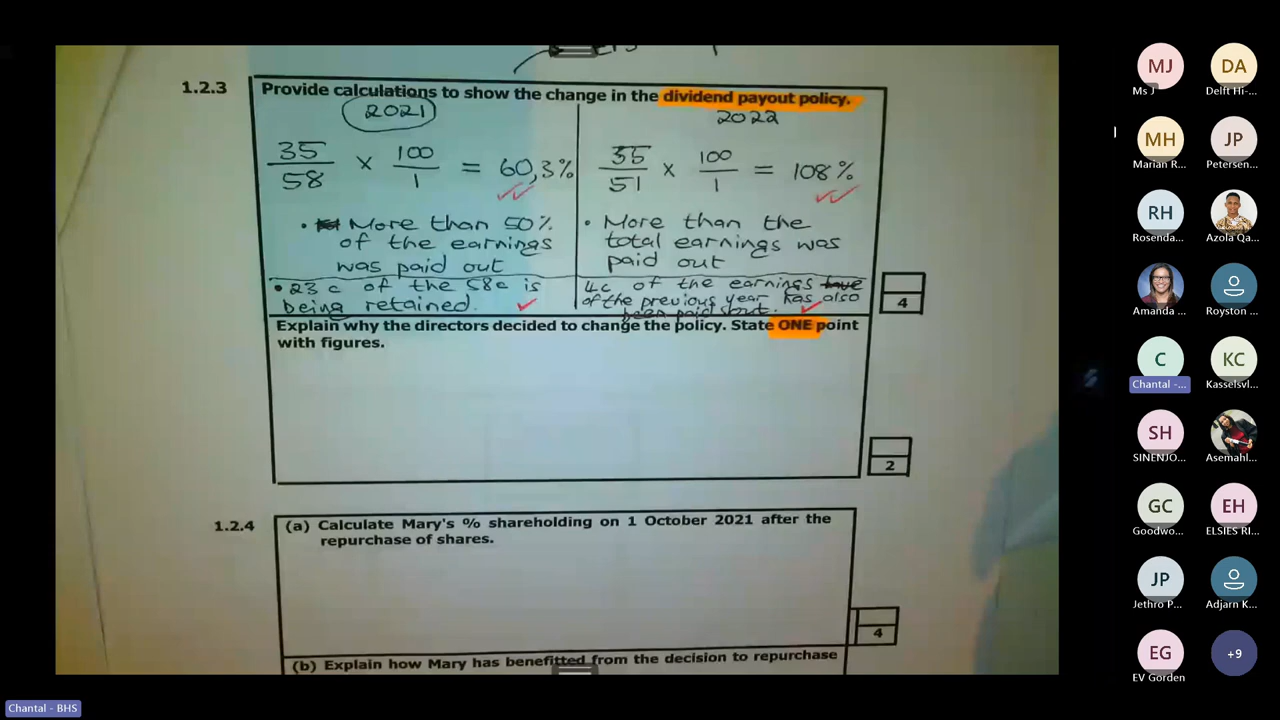 1.2.3 Provide calculations to show the change in the dividend payout policy.
2021 2022
35/58 × 100/1 = 60,3%
35/51 × 100/1 = 108%
• More than 50%
of the earnings
was paid out
• 23 c of the 58c is
being retained.
• More than the
total earnings was
paid out
4c of the earnings
of the previous year has also
been paid out.
4
Explain why the directors decided to change the policy. State ONE point
with figures.
2
1.2.4 (a) Calculate Mary's % shareholding on 1 October 2021 after the
repurchase of shares.
4
(b) Explain how Mary has benefitted from the decision to repurchase
MJ
Ms J
DA
Delft Hi-...
MH
Marian R...
JP
Petersen...
RH
Rosenda...
Azola Qa...
Amanda ...
Royston ...
C
Chantal -...
KC
Kasselsvl...
SH
SINENJO...
Asemahl...
GC
Goodwo...
EH
ELSIES RI...
JP
Jethro P...
Adjarn K...
EG
EV Gorden
+9
Chantal - BHS